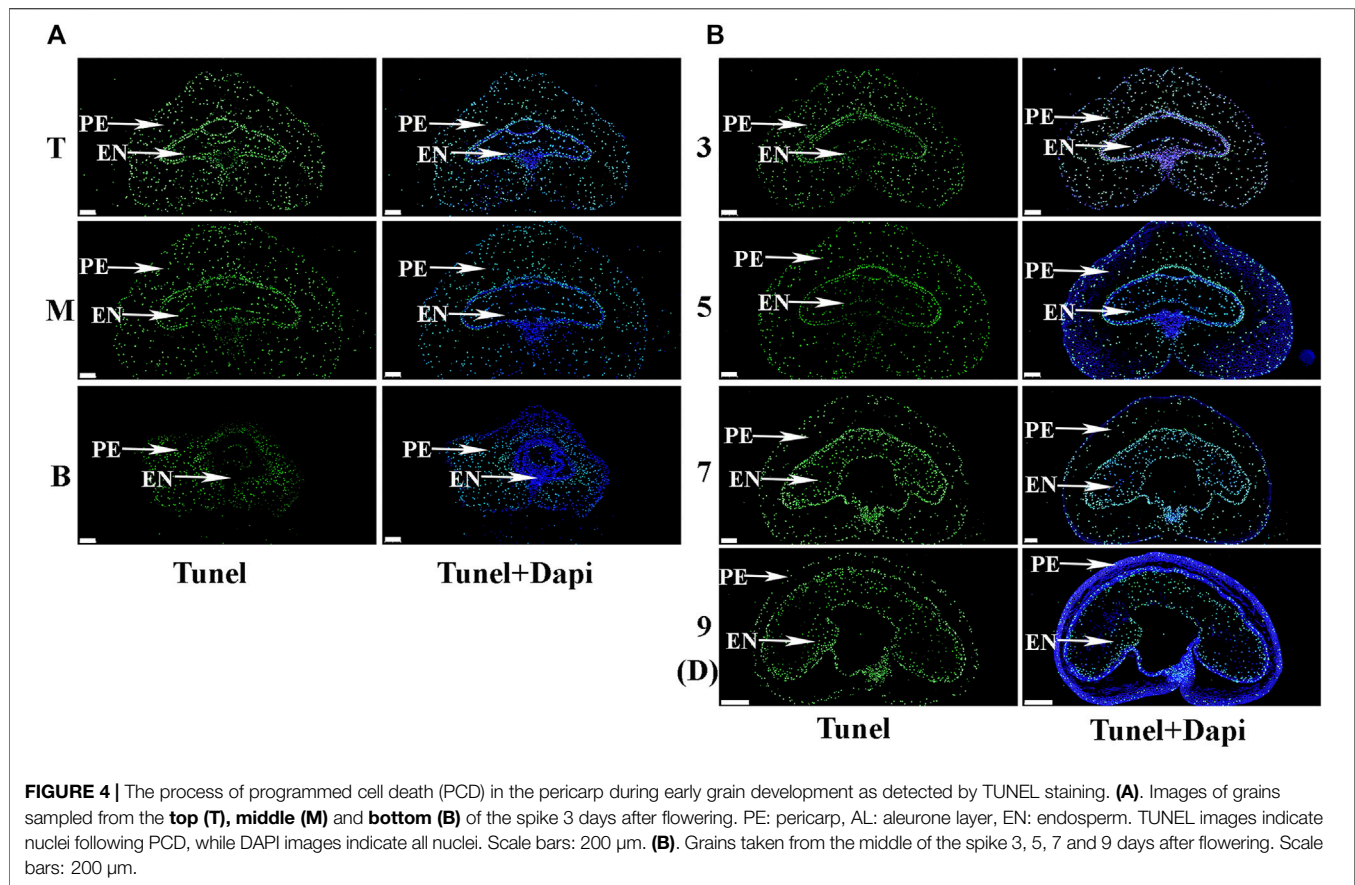 A
B
PE
EN
T
PE
EN
M
PE
EN
B
PE
EN
Tunel
Tunel+Dapi
PE
EN
3
PE
EN
PE
EN
5
PE
EN
PE
EN
7
PE
EN
PE
EN
9
(D)
PE
EN
Tunel
Tunel+Dapi
FIGURE 4 | The process of programmed cell death (PCD) in the pericarp during early grain development as detected by TUNEL staining. (A). Images of grains
sampled from the top (T), middle (M) and bottom (B) of the spike 3 days after flowering. PE: pericarp, AL: aleurone layer, EN: endosperm. TUNEL images indicate
nuclei following PCD, while DAPI images indicate all nuclei. Scale bars: 200 µm. (B). Grains taken from the middle of the spike 3, 5, 7 and 9 days after flowering. Scale
bars: 200 µm.